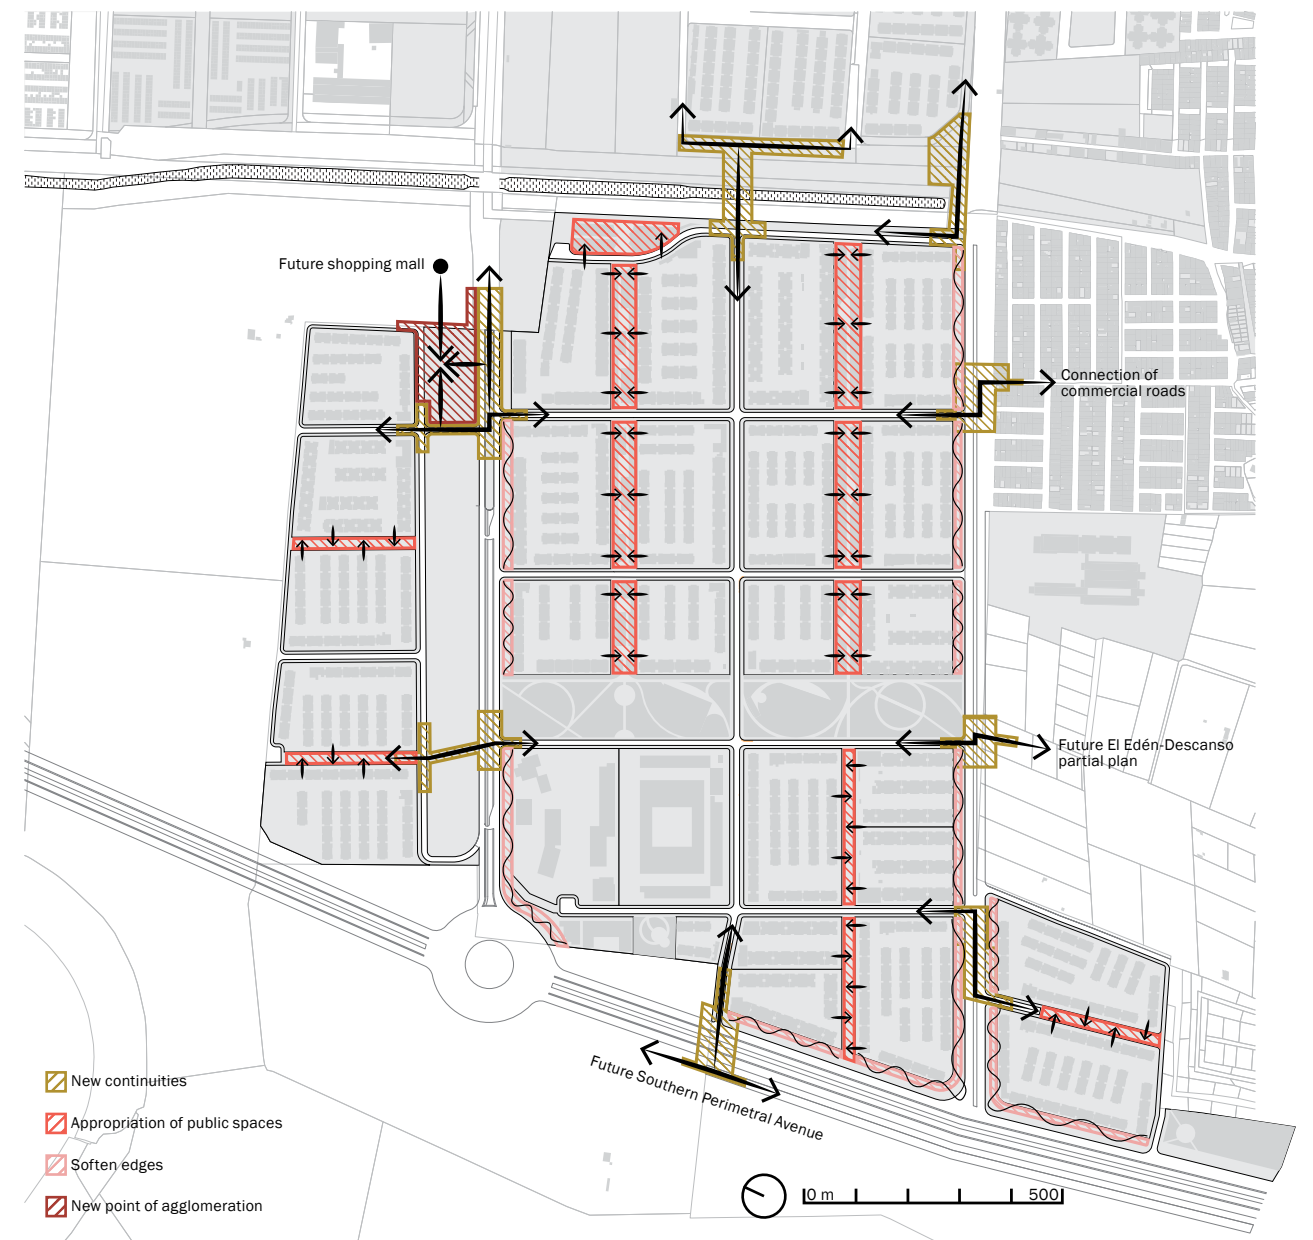 Future shopping mall
Connection of
commercial roads
Future El Edén-Descanso
partial plan
Future Southern Perimetral Avenue
New continuities
Appropriation of public spaces
Soften edges
New point of agglomeration
0 m 500